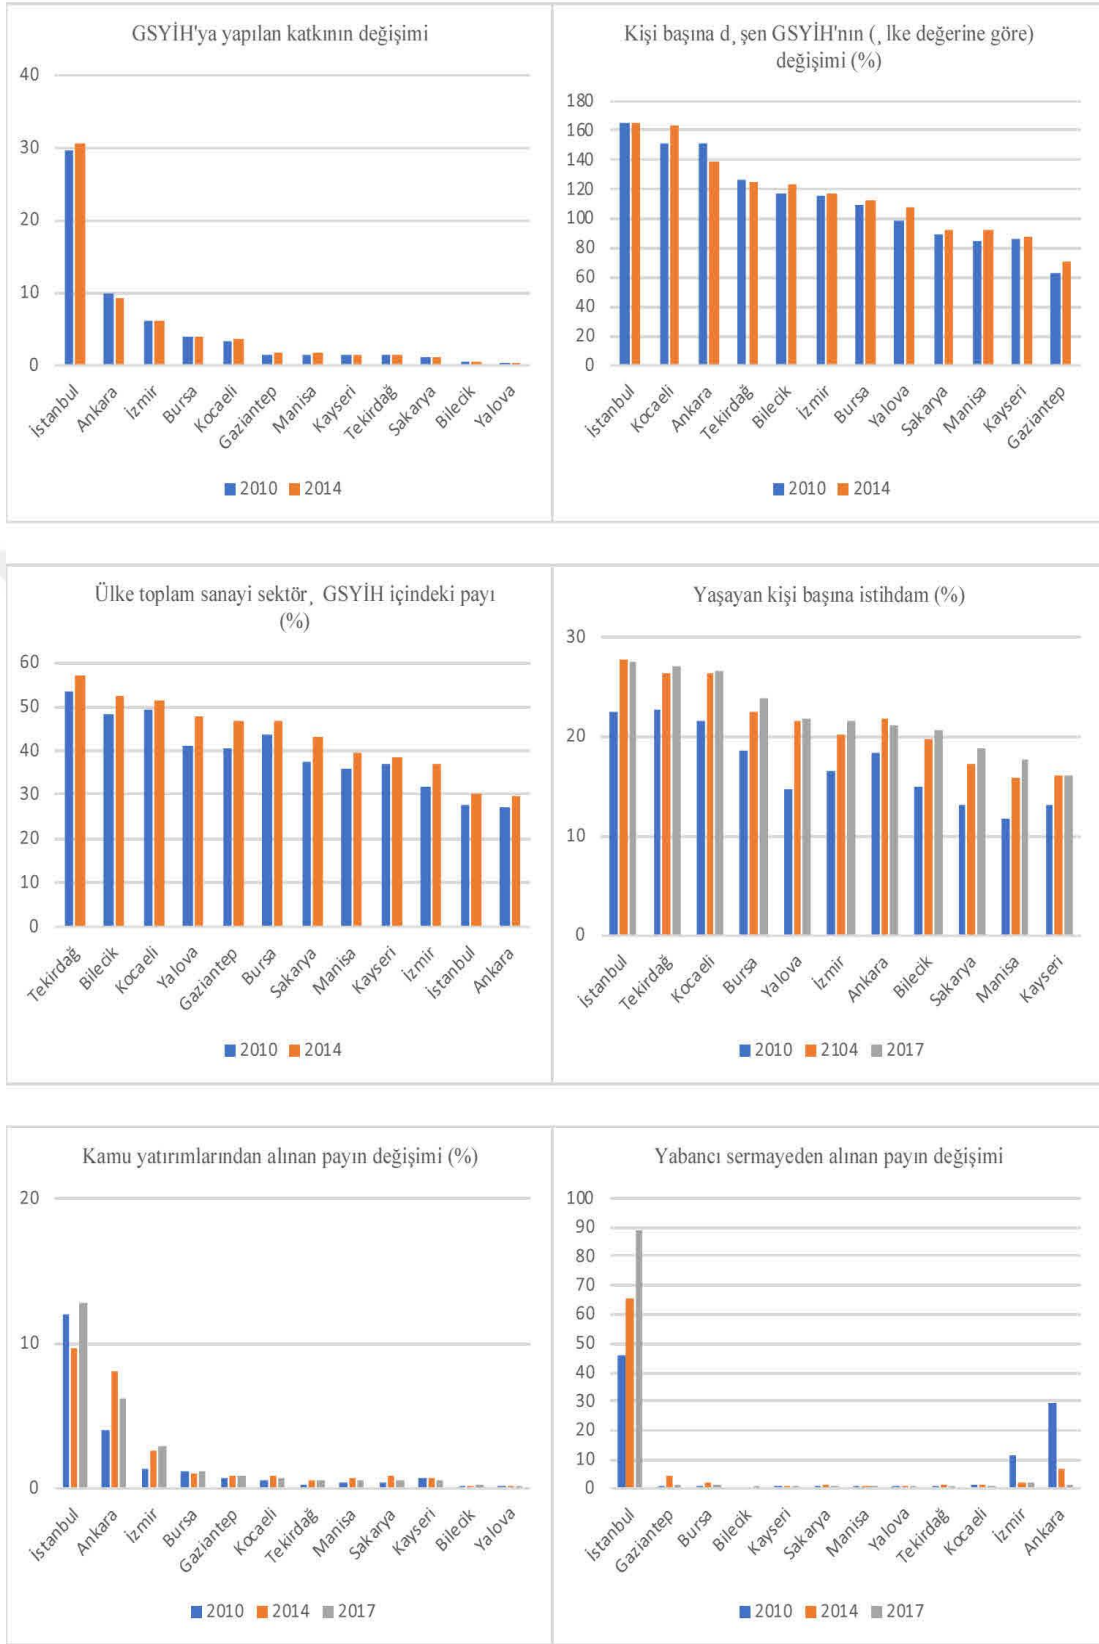 GSYİH'ya yapılan katkının değişimi
40
30
20
10
0
İstanbul
Ankara
İzmir
Bursa
Kocaeli
Gaziantep
Manisa
Kayseri
Tekirdağ
Sakarya
Bilecik
Yalova
2010 2014
Kişi başına d¸ şen GSYİH'nın (¸ lke değerine göre)
değişimi (%)
180
160
140
120
100
80
60
40
20
0
İstanbul
Kocaeli
Ankara
Tekirdağ
Bilecik
İzmir
Bursa
Yalova
Sakarya
Manisa
Kayseri
Gaziantep
2010 2014
Ülke toplam sanayi sektör¸ GSYİH içindeki payı
(%)
60
50
40
30
20
10
0
Tekirdağ
Bilecik
Kocaeli
Yalova
Gaziantep
Bursa
Sakarya
Manisa
Kayseri
İzmir
İstanbul
Ankara
2010 2014
Yaşayan kişi başına istihdam (%)
30
20
10
0
İstanbul
Tekirdağ
Kocaeli
Bursa
Yalova
İzmir
Ankara
Bilecik
Sakarya
Manisa
Kayseri
2010 2104 2017
Kamu yatırımlarından alınan payın değişimi (%)
20
10
0
İstanbul
Ankara
İzmir
Bursa
Gaziantep
Kocaeli
Tekirdağ
Manisa
Sakarya
Kayseri
Bilecik
Yalova
2010 2014 2017
Yabancı sermayeden alınan payın değişimi
100
90
80
70
60
50
40
30
20
10
0
İstanbul
Gaziantep
Bursa
Bilecik
Kayseri
Sakarya
Manisa
Yalova
Tekirdağ
Kocaeli
İzmir
Ankara
2010 2014 2017